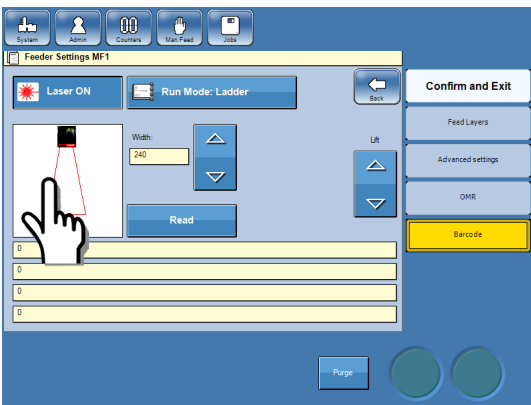 System
Admin
Counters
Man.Feed
Jobs
Feeder Settings MF1
Laser ON
Run Mode: Ladder
Back
Confirm and Exit
Feed Layers
Advanced settings
OMR
Barcode
Width:
240
Lift
Read
0
0
0
0
Purge